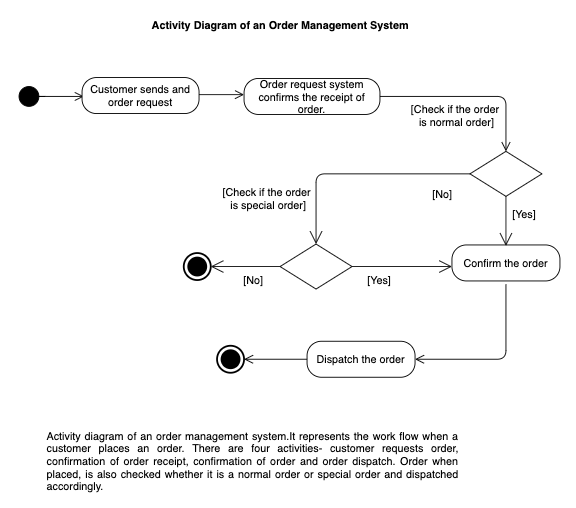 Activity Diagram of an Order Management System
Customer sends and
order request
Order request system
confirms the receipt of
order.
[Check if the order
is normal order]
[Check if the order
is special order]
[No]
[Yes]
[No]
[Yes]
Confirm the order
Dispatch the order
Activity diagram of an order management system.It represents the work flow when a
customer places an order. There are four activities- customer requests order,
confirmation of order receipt, confirmation of order and order dispatch. Order when
placed, is also checked whether it is a normal order or special order and dispatched
accordingly.